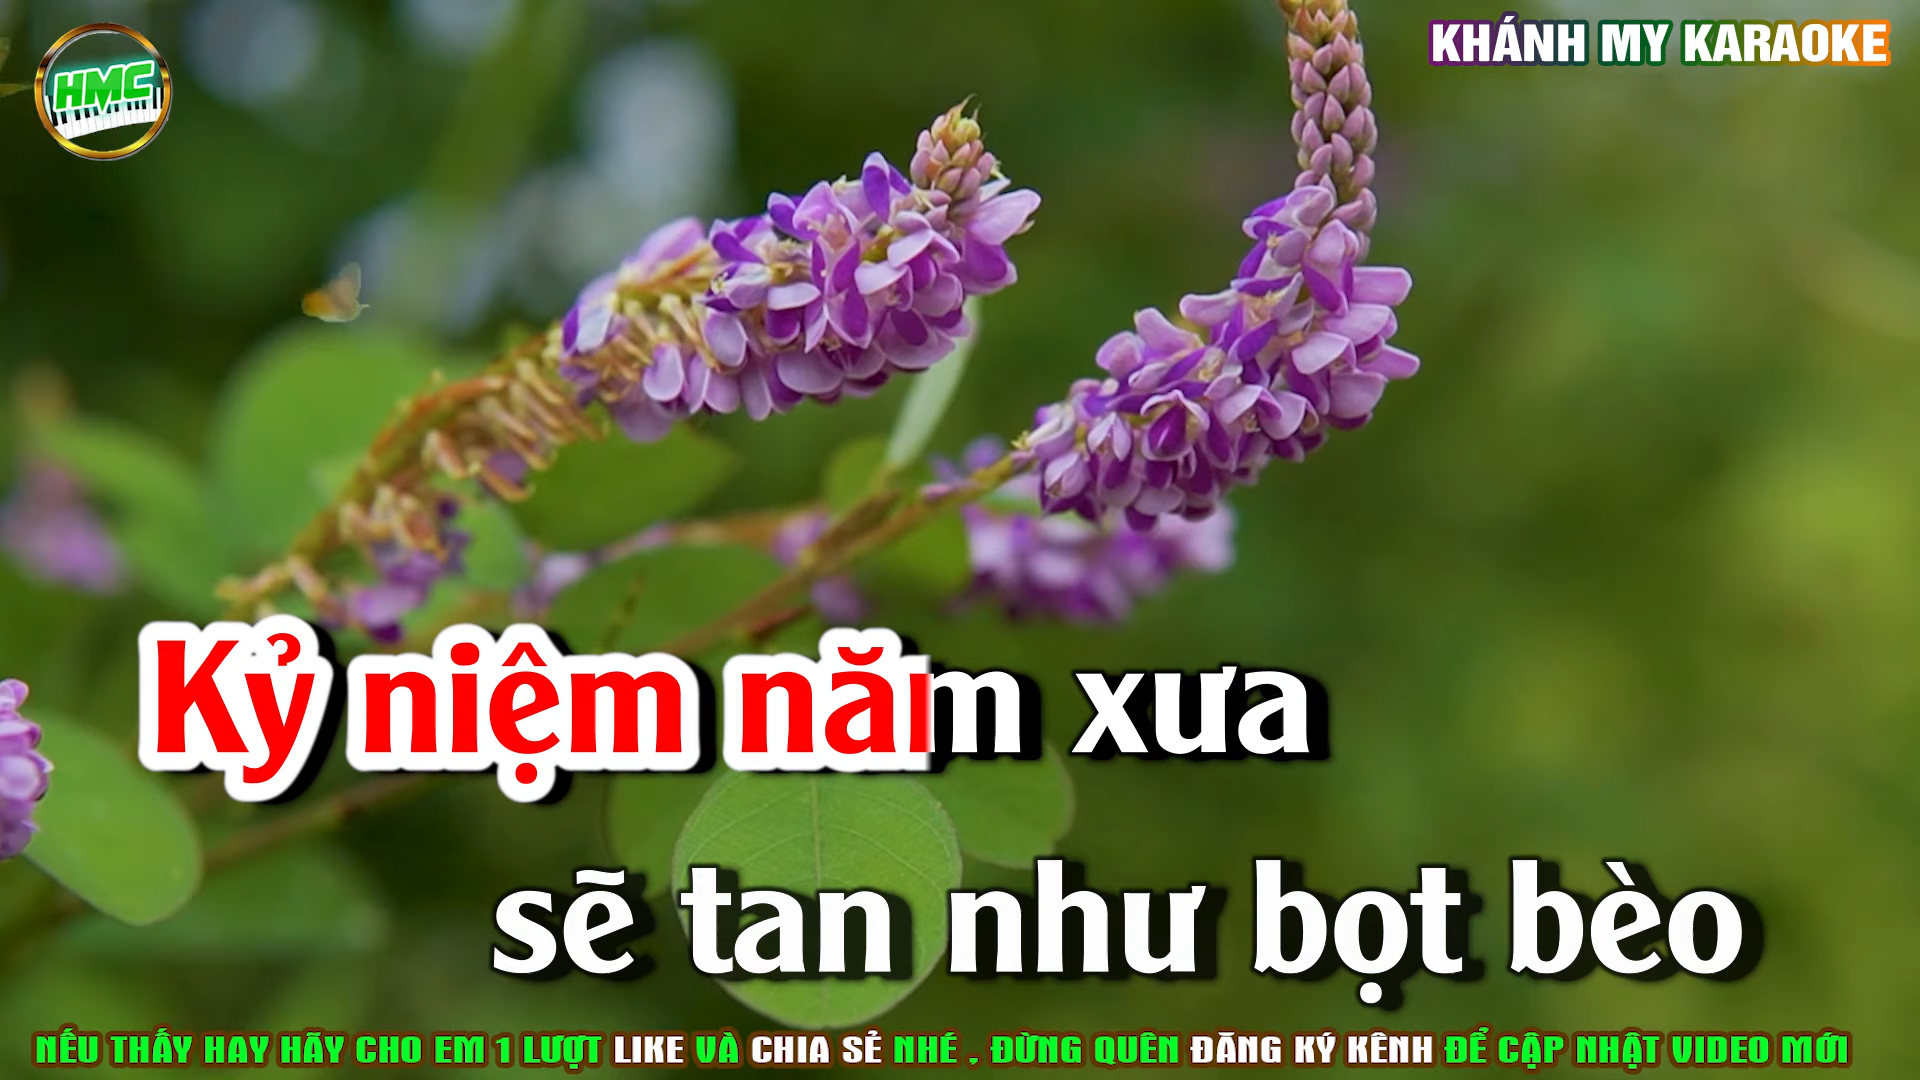 HMC
KHÁNH MY KARAOKE
Kỷ niệm năm xưa
sẽ tan như bọt bèo
NẾU THẤY HAY HÃY CHO EM 1 LƯỢT LIKE VÀ CHIA SẺ NHÉ , ĐỪNG QUÊN ĐĂNG KÝ KÊNH ĐỂ CẬP NHẬT VIDEO MỚI